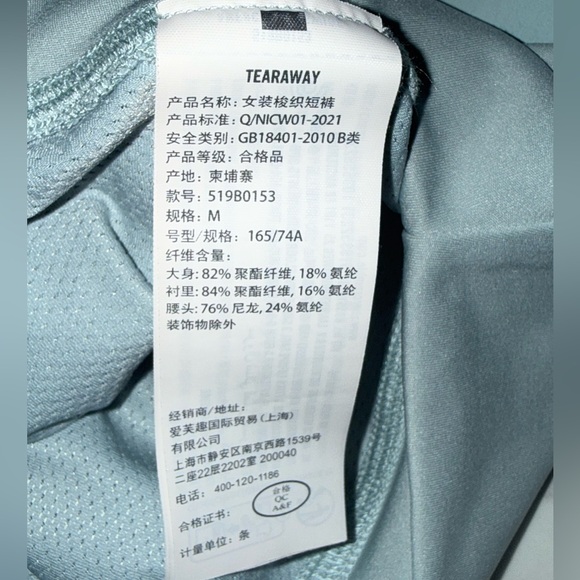 TEARAWAY
产品名称: 女装梭织短裤
产品标准: Q/NICW01-2021
安全类别: GB18401-2010 B类
产品等级: 合格品
产地: 柬埔寨
款号: 519B0153
规格: M
号型/规格: 165/74A
纤维含量:
大身: 82% 聚酯纤维, 18% 氨纶
衬里: 84% 聚酯纤维, 16% 氨纶
腰头: 76% 尼龙, 24% 氨纶
装饰物除外
经销商/地址:
爱芙趣国际贸易(上海)
有限公司
上海市静安区南京西路1539号
二座22层2202室 200040
电话: 400-120-1186
合格证书: 合格
QC
A&F
计量单位: 条